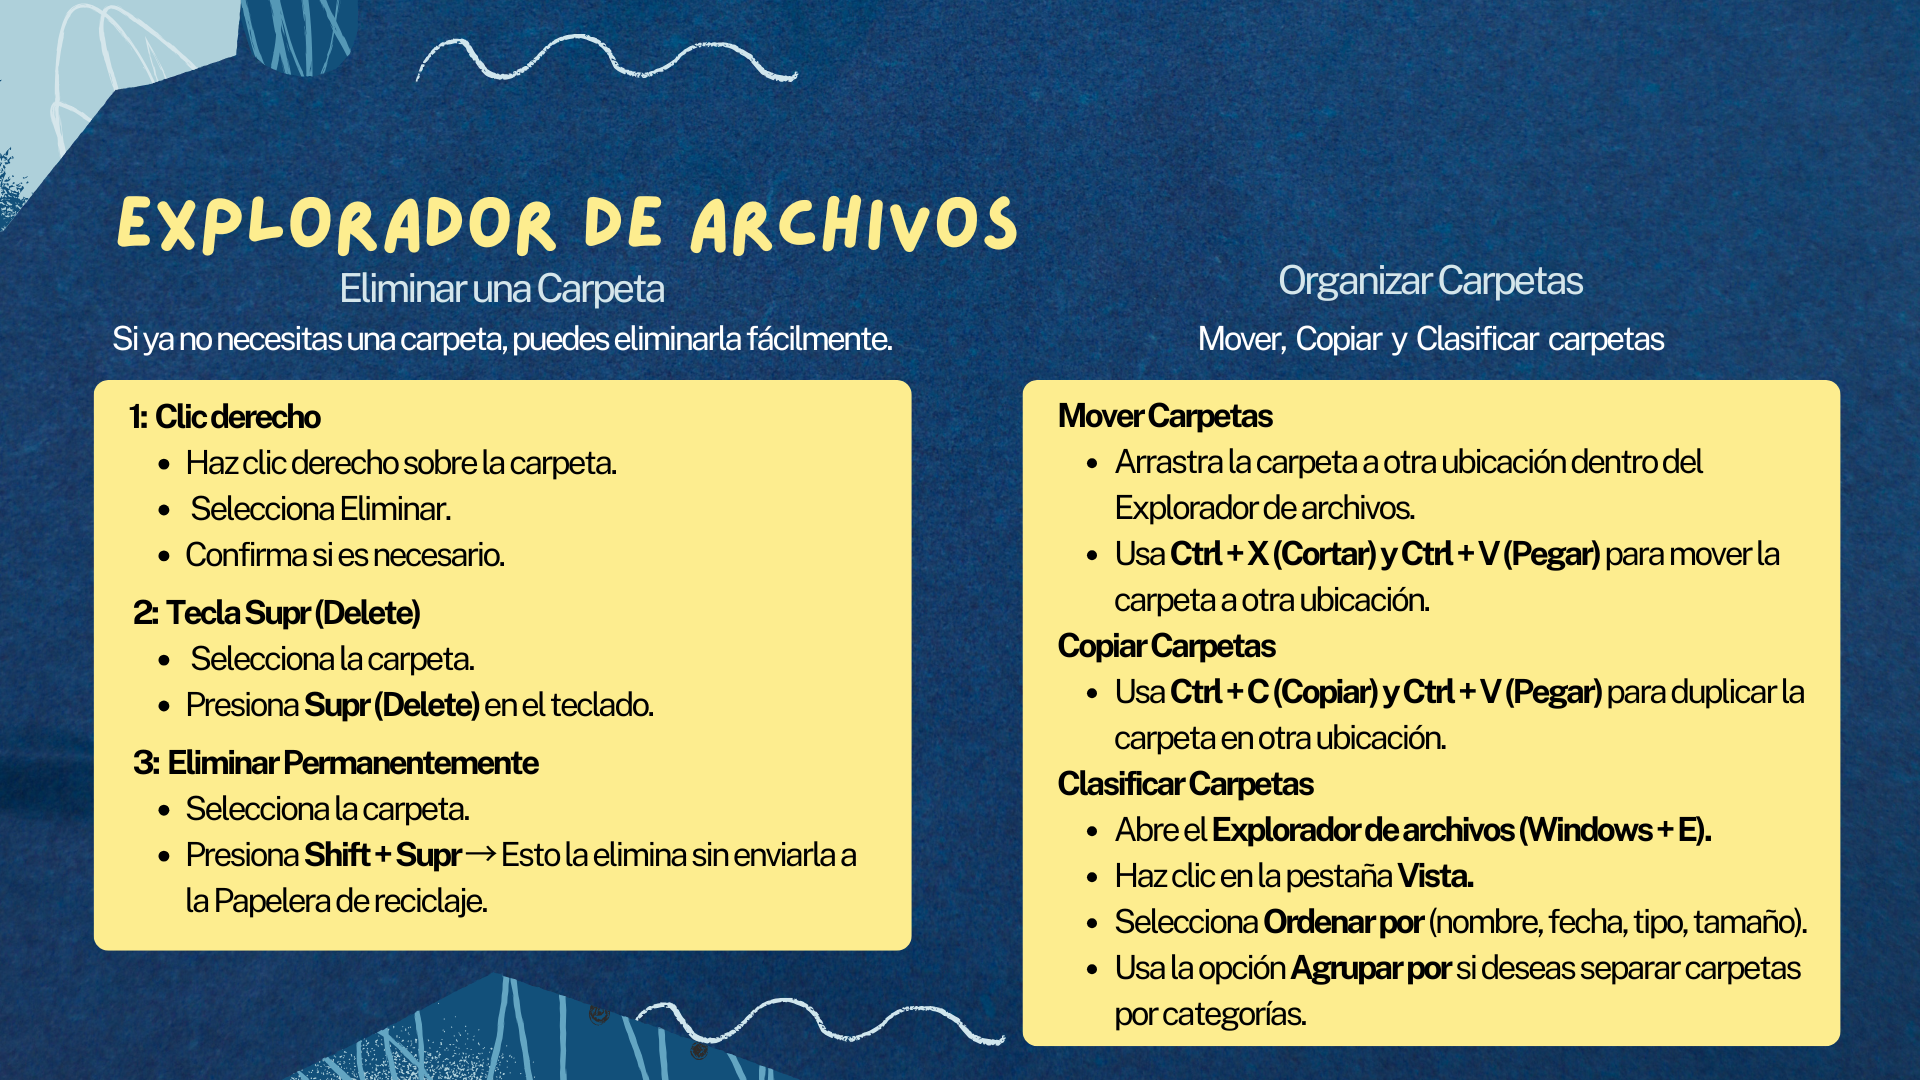 EXPLORADOR DE ARCHIVOS
Eliminar una Carpeta
Si ya no necesitas una carpeta, puedes eliminarla fácilmente.
1: Clic derecho
• Haz clic derecho sobre la carpeta.
• Selecciona Eliminar.
• Confirma si es necesario.
2: Tecla Supr (Delete)
• Selecciona la carpeta.
• Presiona Supr (Delete) en el teclado.
3: Eliminar Permanentemente
• Selecciona la carpeta.
• Presiona Shift + Supr → Esto la elimina sin enviarla a
la Papelera de reciclaje.
Organizar Carpetas
Mover, Copiar y Clasificar carpetas
Mover Carpetas
• Arrastra la carpeta a otra ubicación dentro del
Explorador de archivos.
• Usa Ctrl + X (Cortar) y Ctrl + V (Pegar) para mover la
carpeta a otra ubicación.
Copiar Carpetas
• Usa Ctrl + C (Copiar) y Ctrl + V (Pegar) para duplicar la
carpeta en otra ubicación.
Clasificar Carpetas
• Abre el Explorador de archivos (Windows + E).
• Haz clic en la pestaña Vista.
• Selecciona Ordenar por (nombre, fecha, tipo, tamaño).
• Usa la opción Agrupar por si deseas separar carpetas
por categorías.